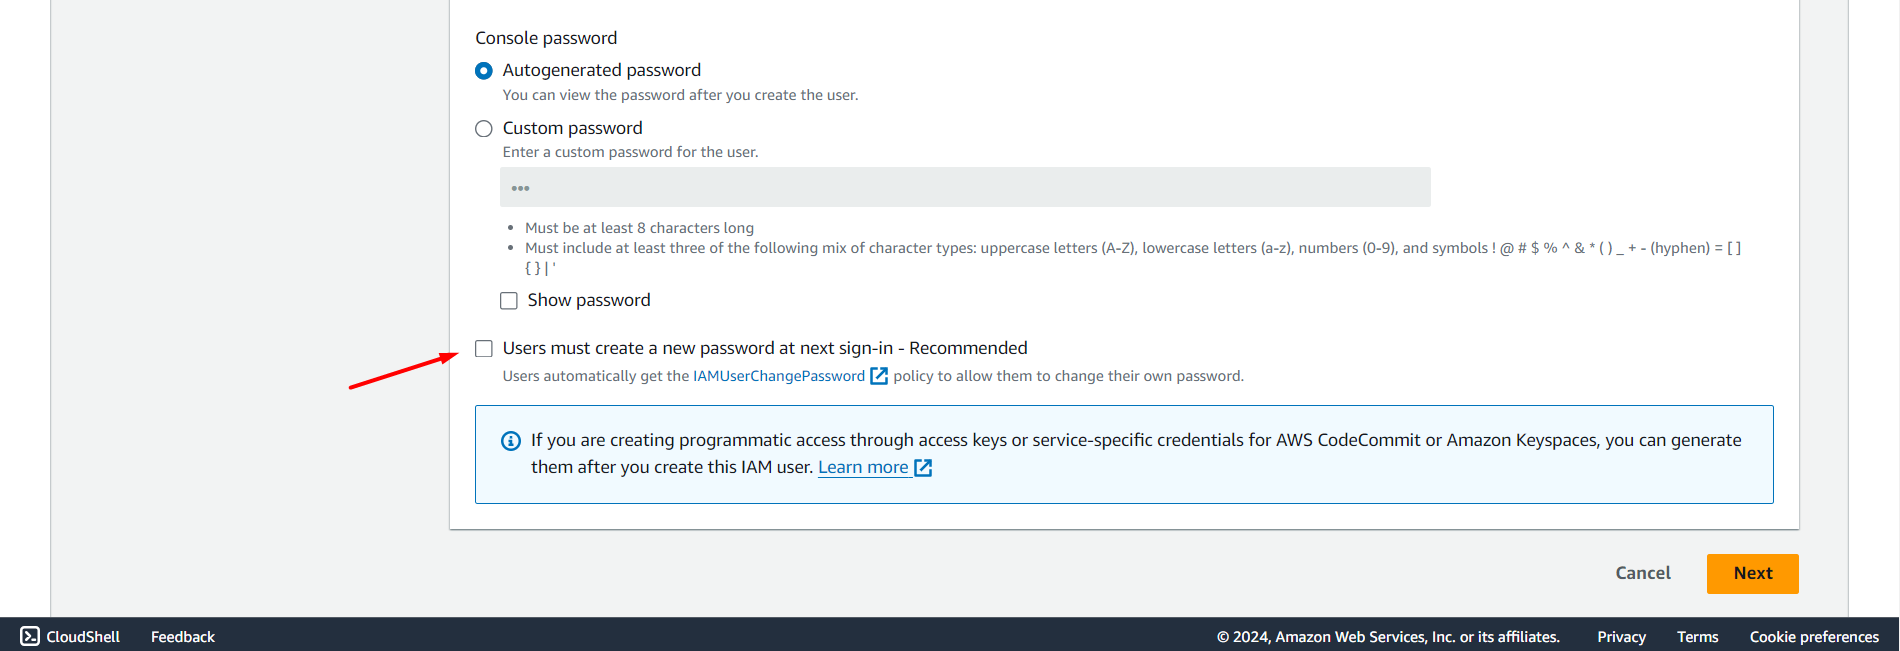 Console password
Autogenerated password
You can view the password after you create the user.
Custom password
Enter a custom password for the user.
•••
• Must be at least 8 characters long
• Must include at least three of the following mix of character types: uppercase letters (A-Z), lowercase letters (a-z), numbers (0-9), and symbols ! @ # $ % ^ & * ( ) _ + - (hyphen) = [ ]
{ } | '
Show password
Users must create a new password at next sign-in - Recommended
Users automatically get the IAMUserChangePassword policy to allow them to change their own password.
If you are creating programmatic access through access keys or service-specific credentials for AWS CodeCommit or Amazon Keyspaces, you can generate
them after you create this IAM user. Learn more
Cancel Next
CloudShell Feedback © 2024, Amazon Web Services, Inc. or its affiliates. Privacy Terms Cookie preferences